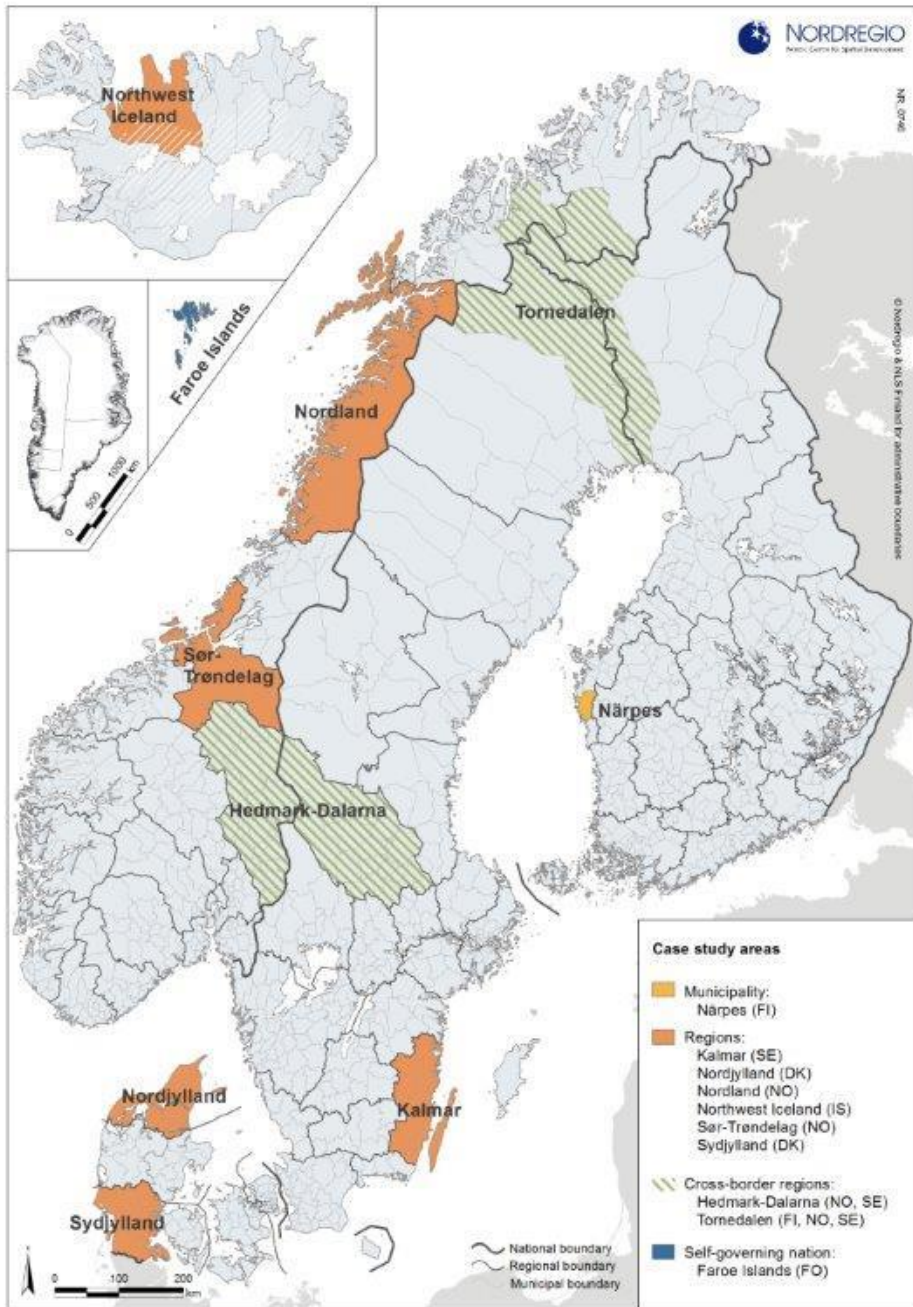 NORDREGIO
Nordic Centre for Spatial Development
NR. 0746
Northwest
Iceland
Faroe Islands
0 500 1000
km
© Nordregio & NLS Finland for administrative boundaries
Tornedalen
Nordland
Sør-
Trøndelag
Närpes
Hedmark-Dalarna
Nordjylland
Kalmar
Sydjylland
0 100 200
km
National boundary
Regional boundary
Municipal boundary
Case study areas
Municipality:
Närpes (FI)
Regions:
Kalmar (SE)
Nordjylland (DK)
Nordland (NO)
Northwest Iceland (IS)
Sør-Trøndelag (NO)
Sydjylland (DK)
Cross-border regions:
Hedmark-Dalarna (NO, SE)
Tornedalen (FI, NO, SE)
Self-governing nation:
Faroe Islands (FO)